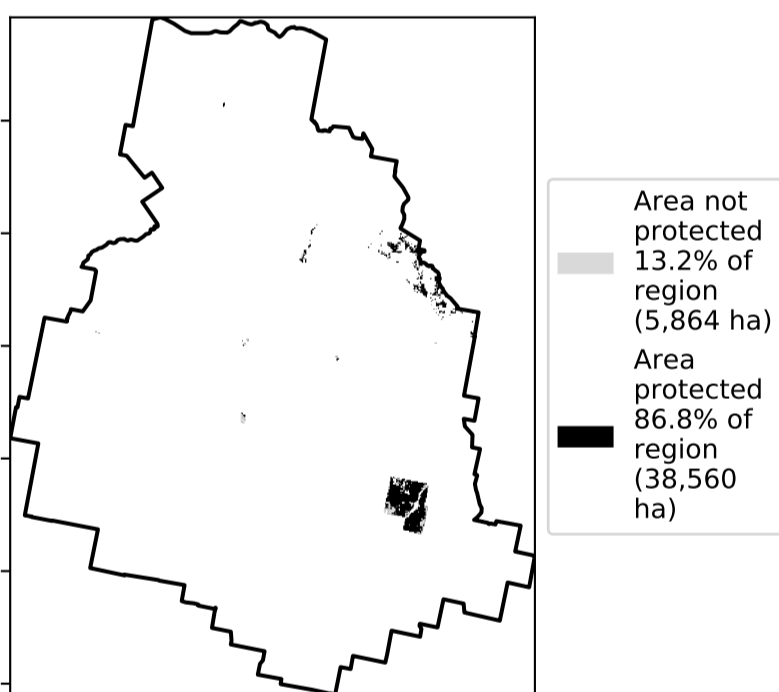 Area not
protected
13.2% of
region
(5,864 ha)
Area
protected
86.8% of
region
(38,560
ha)